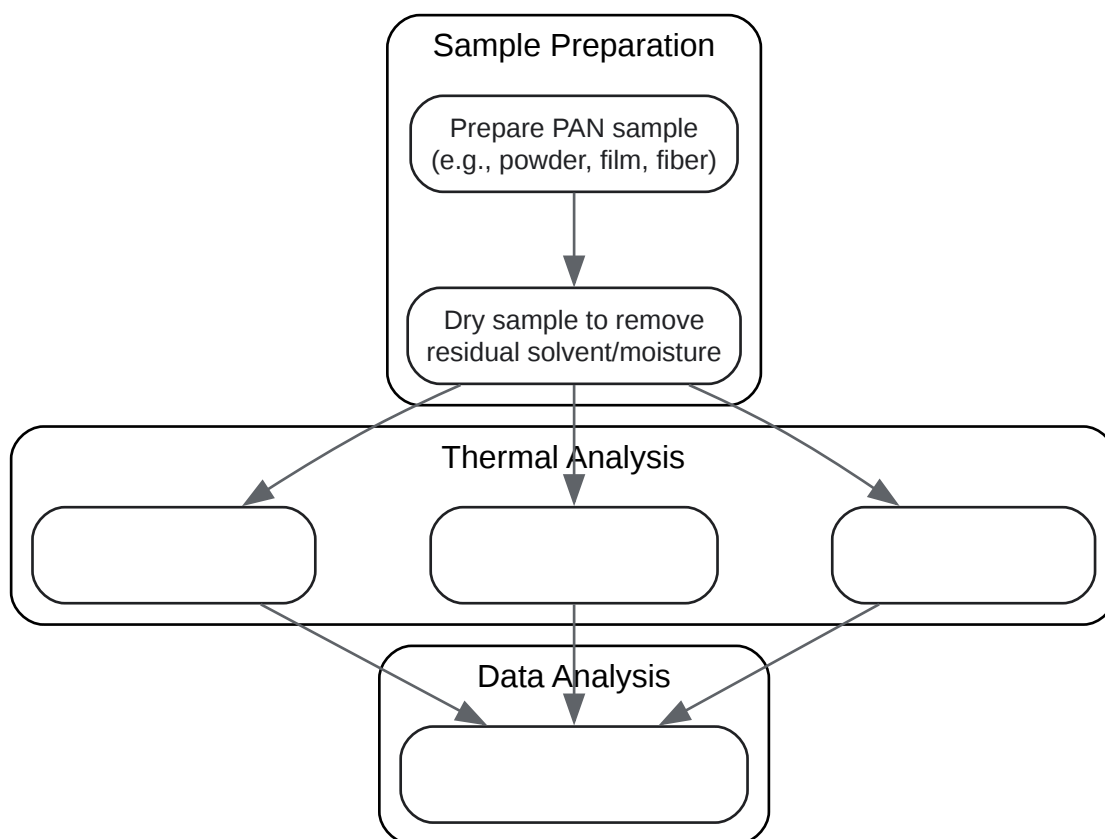 Sample Preparation
Prepare PAN sample
(e.g., powder, film, fiber)
Dry sample to remove
residual solvent/moisture
Thermal Analysis
Data Analysis